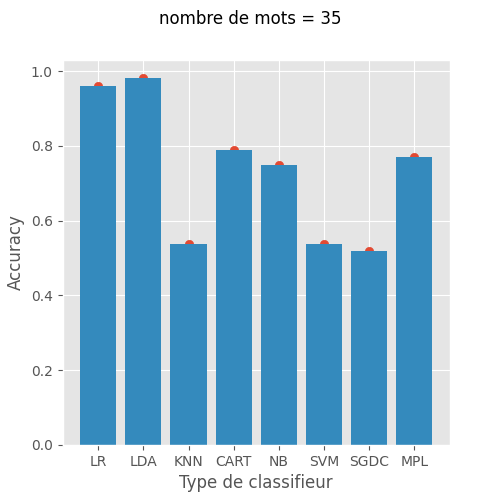 nombre de mots = 35
Accuracy
1.0
0.8
0.6
0.4
0.2
0.0
LR LDA KNN CART NB SVM SGDC MPL
Type de classifieur